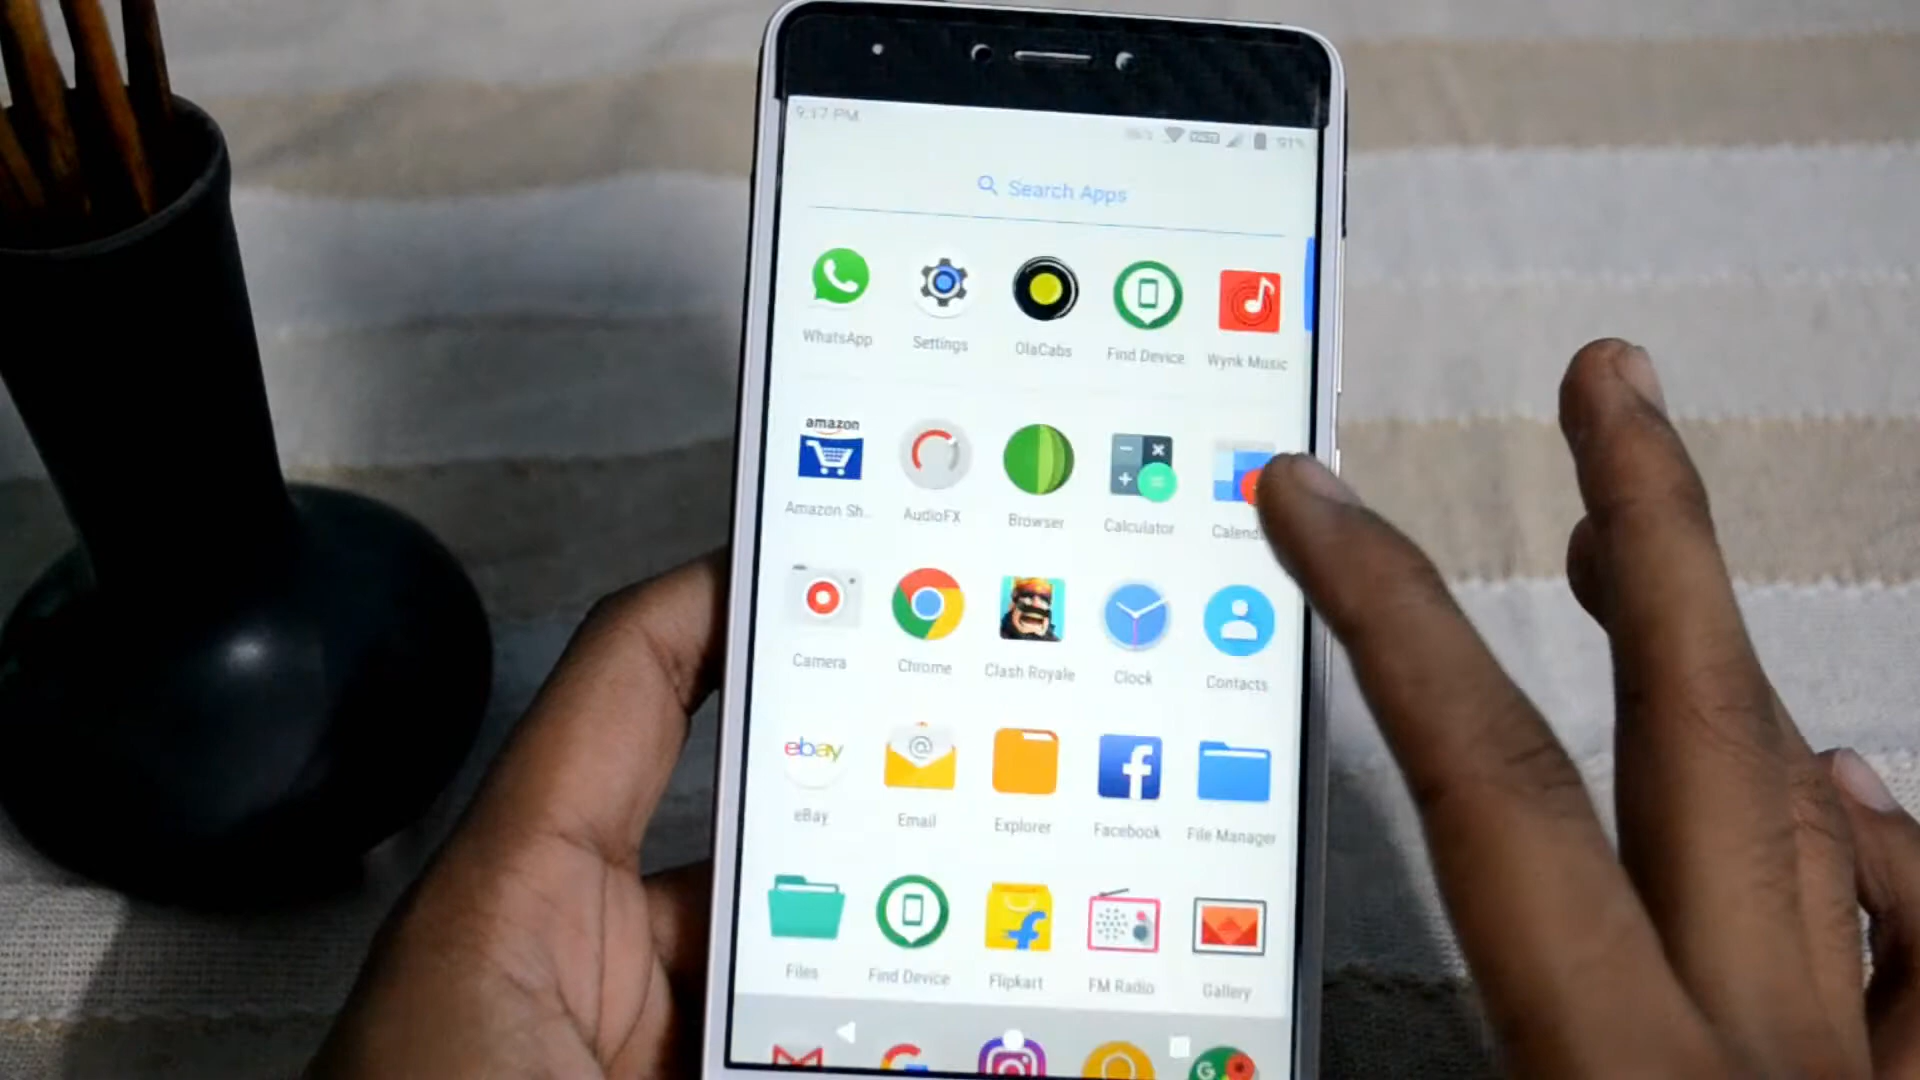 9:17 PM
91%
Search Apps
WhatsApp
Settings
OlaCabs
Find Device
Wynk Music
amazon
Amazon Sh..
AudioFX
Browser
Calculator
Calend
Camera
Chrome
Clash Royale
Clock
Contacts
ebay
eBay
Email
Explorer
Facebook
File Manager
Files
Find Device
Flipkart
FM Radio
Gallery